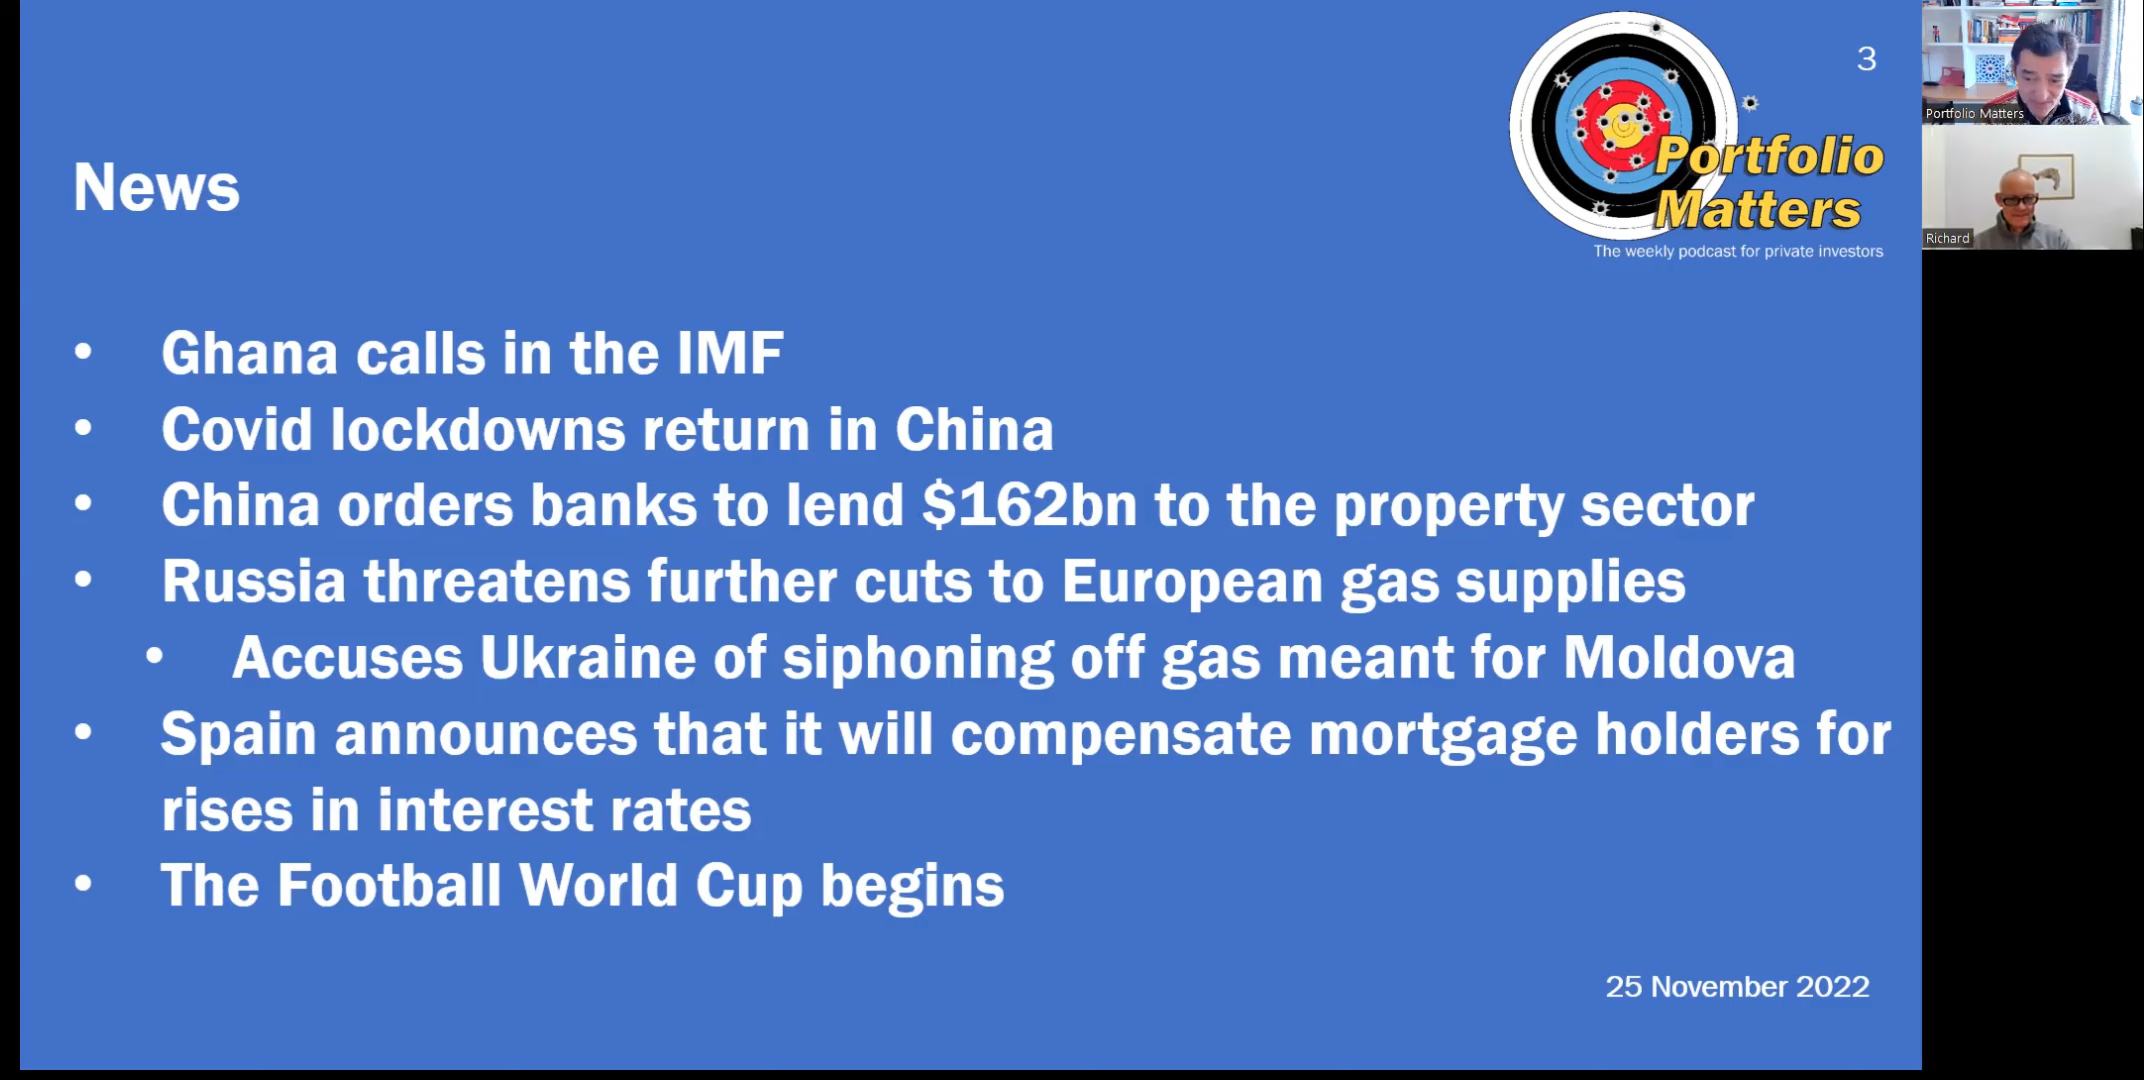 3
Portfolio
Matters
The weekly podcast for private investors
News
• Ghana calls in the IMF
• Covid lockdowns return in China
• China orders banks to lend $162bn to the property sector
• Russia threatens further cuts to European gas supplies
• Accuses Ukraine of siphoning off gas meant for Moldova
• Spain announces that it will compensate mortgage holders for
rises in interest rates
• The Football World Cup begins
25 November 2022
Portfolio Matters
Richard